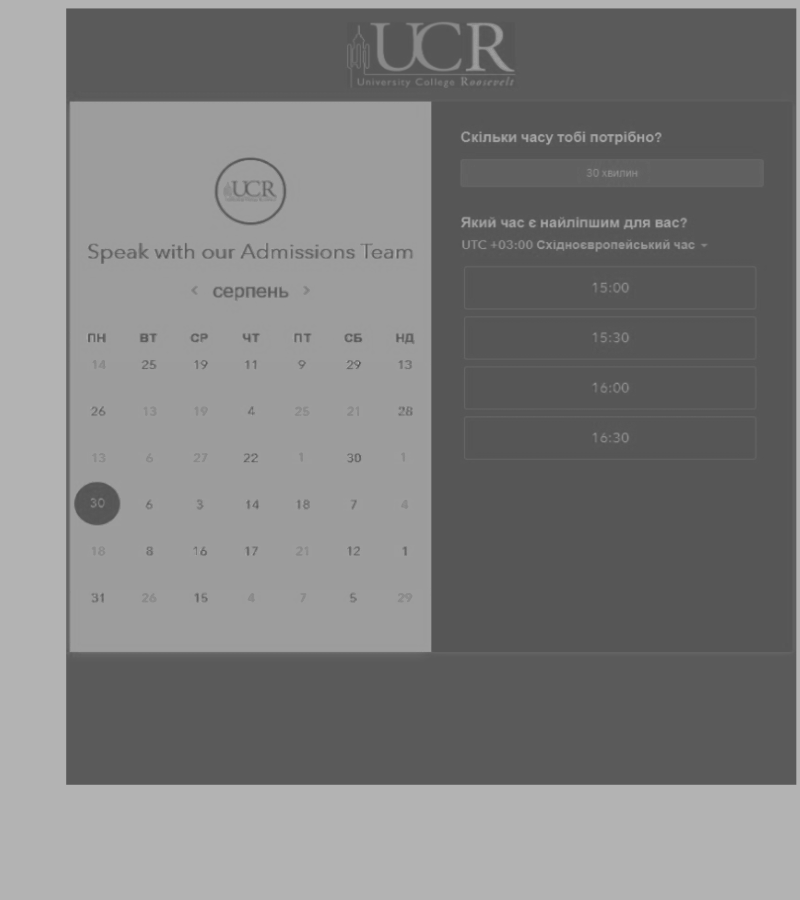 UCR
University College Roosevelt
UCR
Speak with our Admissions Team
< серпень >
ПН ВТ СР ЧТ ПТ СБ НД
14 25 19 11 9 29 13
26 13 19 4 25 21 28
13 6 27 22 1 30 1
30 6 3 14 18 7 4
18 8 16 17 21 12 1
31 26 15 4 7 5 29
Скільки часу тобі потрібно?
30 хвилин
Який час є найліпшим для вас?
UTC +03:00 Східноєвропейський час
15:00
15:30
16:00
16:30